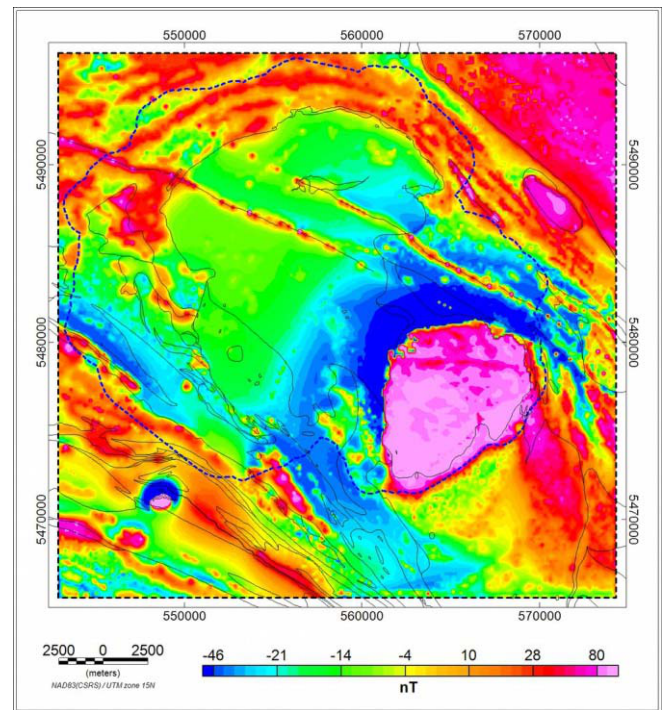 550000 560000 570000
5490000 5490000
5480000 5480000
5470000 5470000
550000 560000 570000
2500 0 2500
(meters)
NAD83(CSRS) / UTM zone 15N
-46 -21 -14 -4 10 28 80
nT